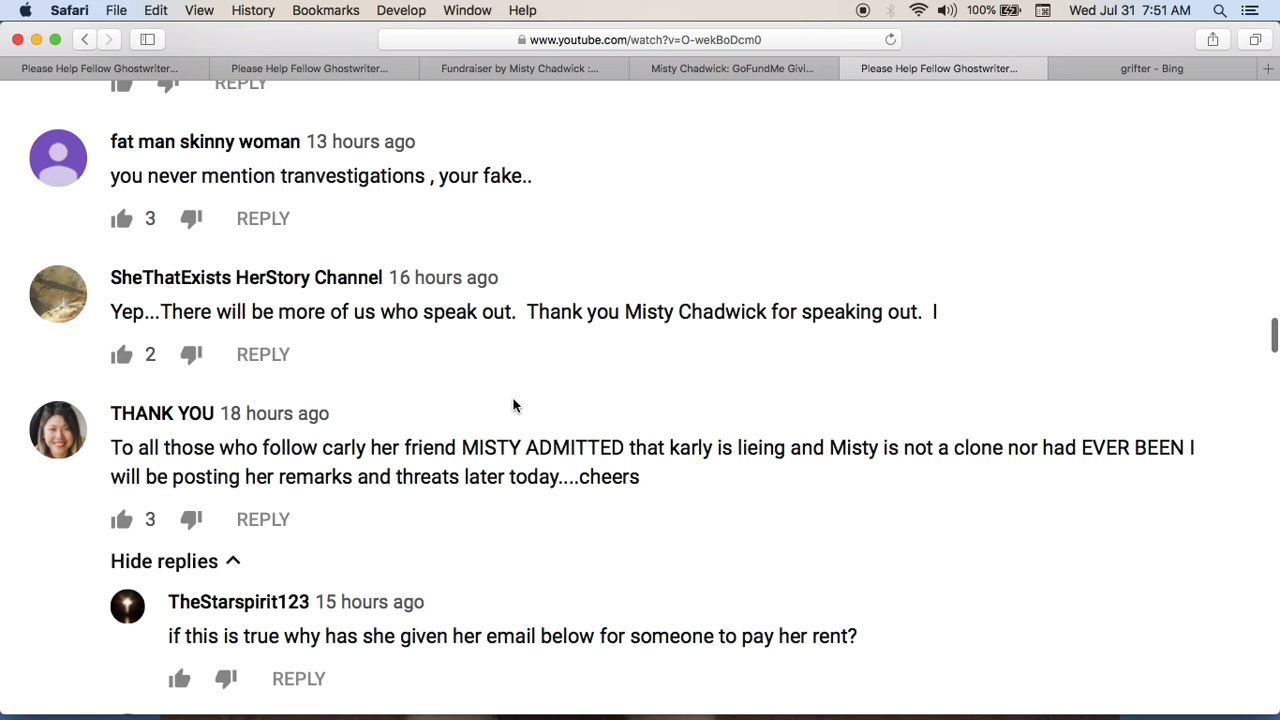 Safari File Edit View History Bookmarks Develop Window Help 100% Wed Jul 31 7:51 AM
www.youtube.com/watch?v=O-wekBoDcm0
Please Help Fellow Ghostwriter... Please Help Fellow Ghostwriter... Fundraiser by Misty Chadwick :... Misty Chadwick: GoFundMe Givi... Please Help Fellow Ghostwriter... grifter - Bing
REPLY
fat man skinny woman 13 hours ago
you never mention tranvestigations , your fake..
3 REPLY
SheThatExists HerStory Channel 16 hours ago
Yep...There will be more of us who speak out. Thank you Misty Chadwick for speaking out. I
2 REPLY
THANK YOU 18 hours ago
To all those who follow carly her friend MISTY ADMITTED that karly is lieing and Misty is not a clone nor had EVER BEEN I
will be posting her remarks and threats later today....cheers
3 REPLY
Hide replies
TheStarspirit123 15 hours ago
if this is true why has she given her email below for someone to pay her rent?
REPLY